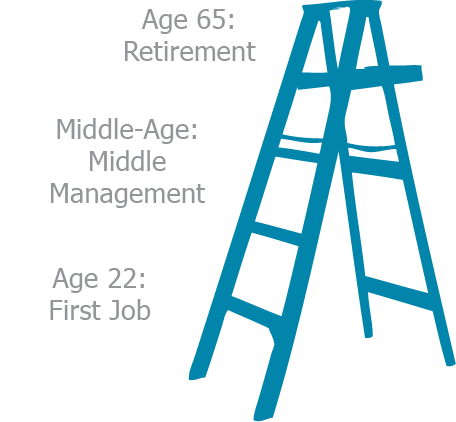 Age 65:
Retirement
Middle-Age:
Middle
Management
Age 22:
First Job